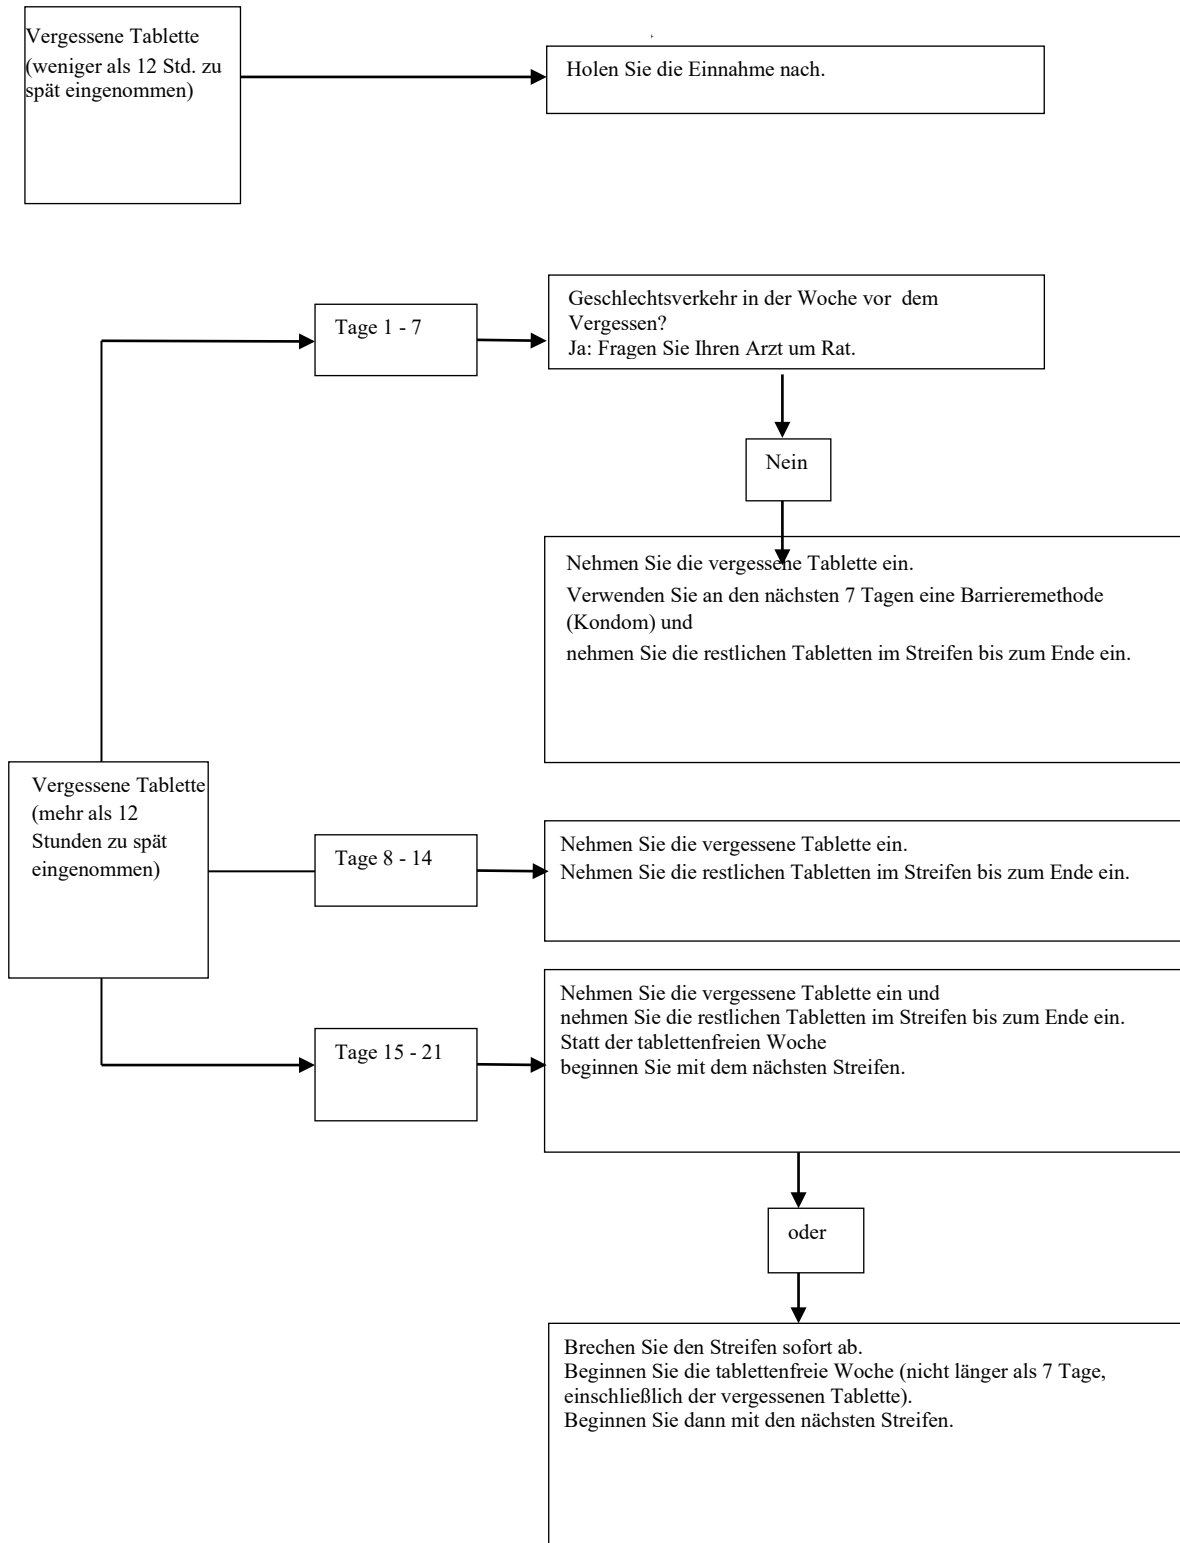 Vergessene Tablette
(weniger als 12 Std. zu
spät eingenommen)
Holen Sie die Einnahme nach.
Geschlechtsverkehr in der Woche vor dem
Vergessen?
Ja: Fragen Sie Ihren Arzt um Rat.
Tage 1 - 7
Nein
Nehmen Sie die vergessene Tablette ein.
Verwenden Sie an den nächsten 7 Tagen eine Barrieremethode
(Kondom) und
nehmen Sie die restlichen Tabletten im Streifen bis zum Ende ein.
Vergessene Tablette
(mehr als 12
Stunden zu spät
eingenommen)
Tage 8 - 14
Nehmen Sie die vergessene Tablette ein.
Nehmen Sie die restlichen Tabletten im Streifen bis zum Ende ein.
Tage 15 - 21
Nehmen Sie die vergessene Tablette ein und
nehmen Sie die restlichen Tabletten im Streifen bis zum Ende ein.
Statt der tablettenfreien Woche
beginnen Sie mit dem nächsten Streifen.
oder
Brechen Sie den Streifen sofort ab.
Beginnen Sie die tablettenfreie Woche (nicht länger als 7 Tage,
einschließlich der vergessenen Tablette).
Beginnen Sie dann mit den nächsten Streifen.